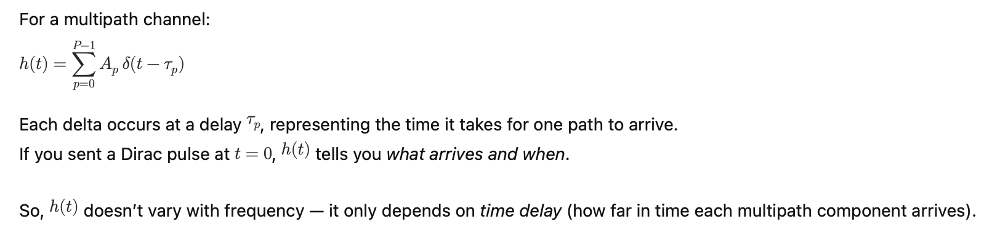 For a multipath channel:
h(t) = \sum_{p=0}^{P-1} A_p δ(t − τ_p)
Each delta occurs at a delay τ_p, representing the time it takes for one path to arrive.
If you sent a Dirac pulse at t = 0, h(t) tells you what arrives and when.
So, h(t) doesn’t vary with frequency — it only depends on time delay (how far in time each multipath component arrives).